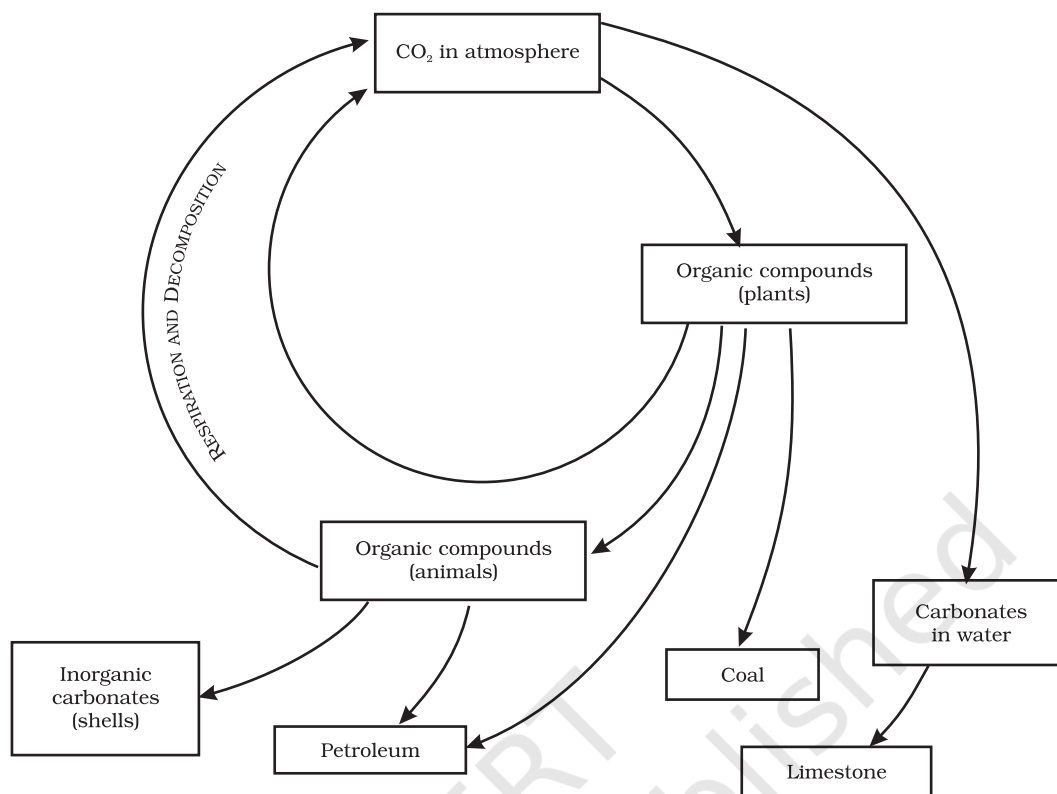 CO₂ in atmosphere
RESPIRATION AND DECOMPOSITION
Organic compounds
(plants)
Organic compounds
(animals)
Carbonates
in water
Inorganic
carbonates
(shells)
Coal
Petroleum
Limestone